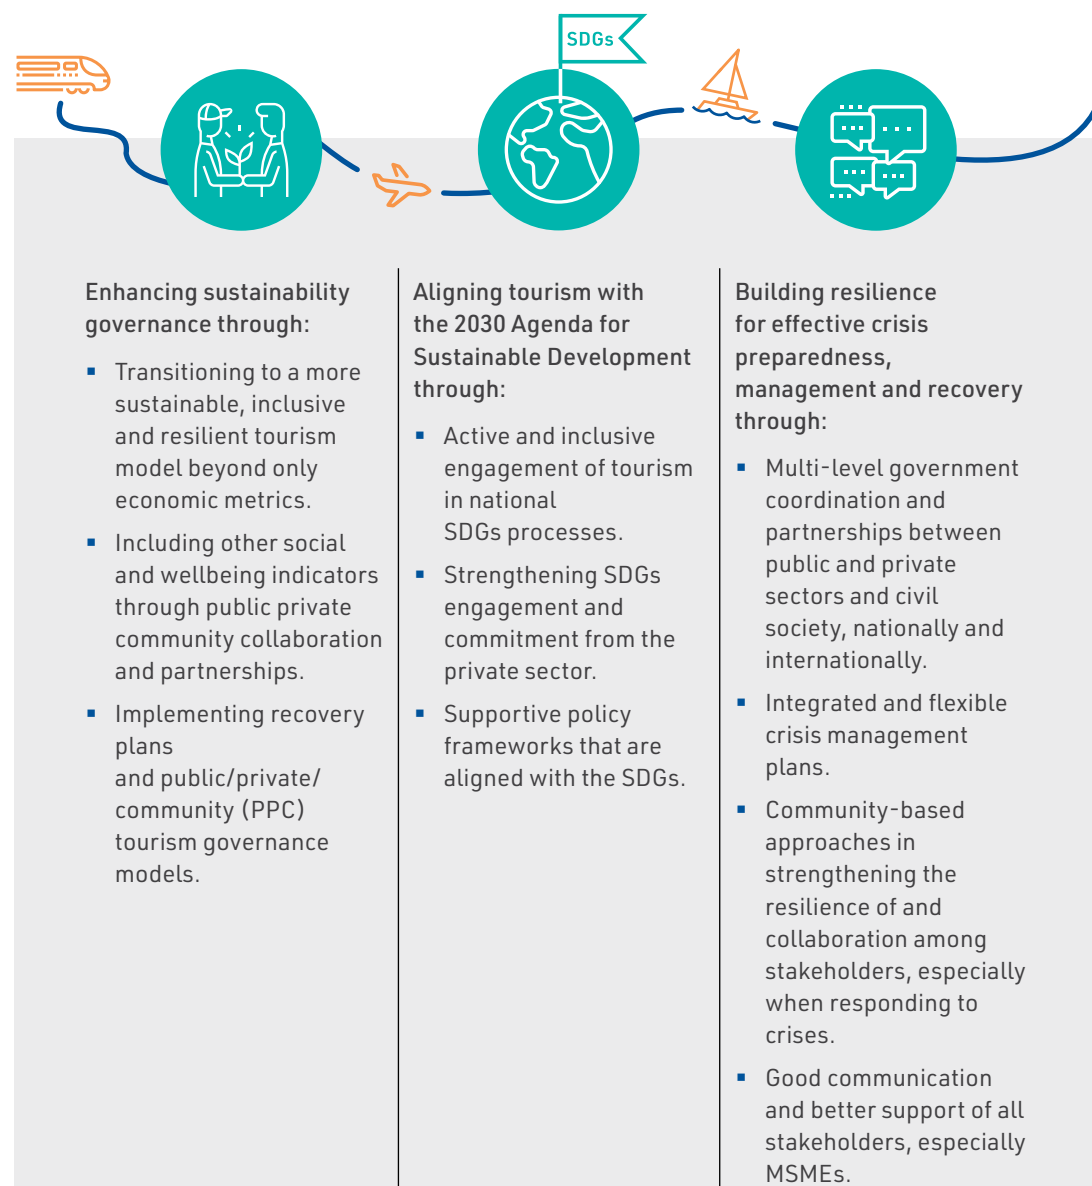 SDGs
Enhancing sustainability
governance through:
▪ Transitioning to a more
sustainable, inclusive
and resilient tourism
model beyond only
economic metrics.
▪ Including other social
and wellbeing indicators
through public private
community collaboration
and partnerships.
▪ Implementing recovery
plans
and public/private/
community (PPC)
tourism governance
models.
Aligning tourism with
the 2030 Agenda for
Sustainable Development
through:
▪ Active and inclusive
engagement of tourism
in national
SDGs processes.
▪ Strengthening SDGs
engagement and
commitment from the
private sector.
▪ Supportive policy
frameworks that are
aligned with the SDGs.
Building resilience
for effective crisis
preparedness,
management and recovery
through:
▪ Multi-level government
coordination and
partnerships between
public and private
sectors and civil
society, nationally and
internationally.
▪ Integrated and flexible
crisis management
plans.
▪ Community-based
approaches in
strengthening the
resilience of and
collaboration among
stakeholders, especially
when responding to
crises.
▪ Good communication
and better support of all
stakeholders, especially
MSMEs.